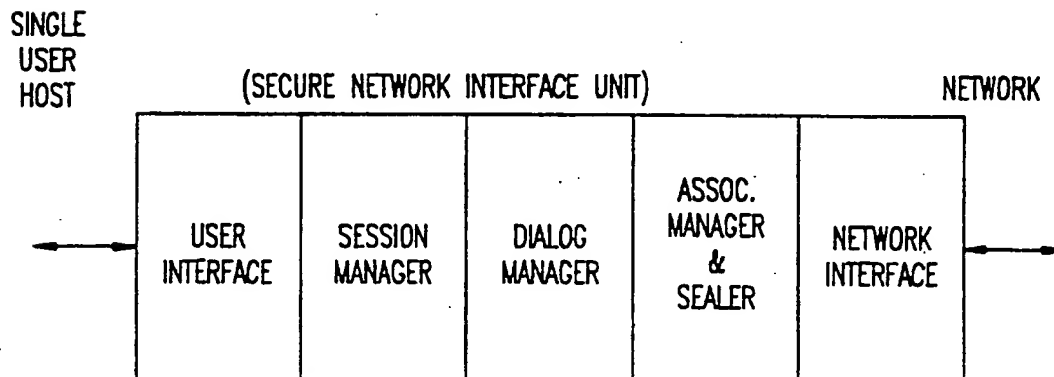 SINGLE
USER
HOST
(SECURE NETWORK INTERFACE UNIT)
NETWORK
USER
INTERFACE
SESSION
MANAGER
DIALOG
MANAGER
ASSOC.
MANAGER
&
SEALER
NETWORK
INTERFACE